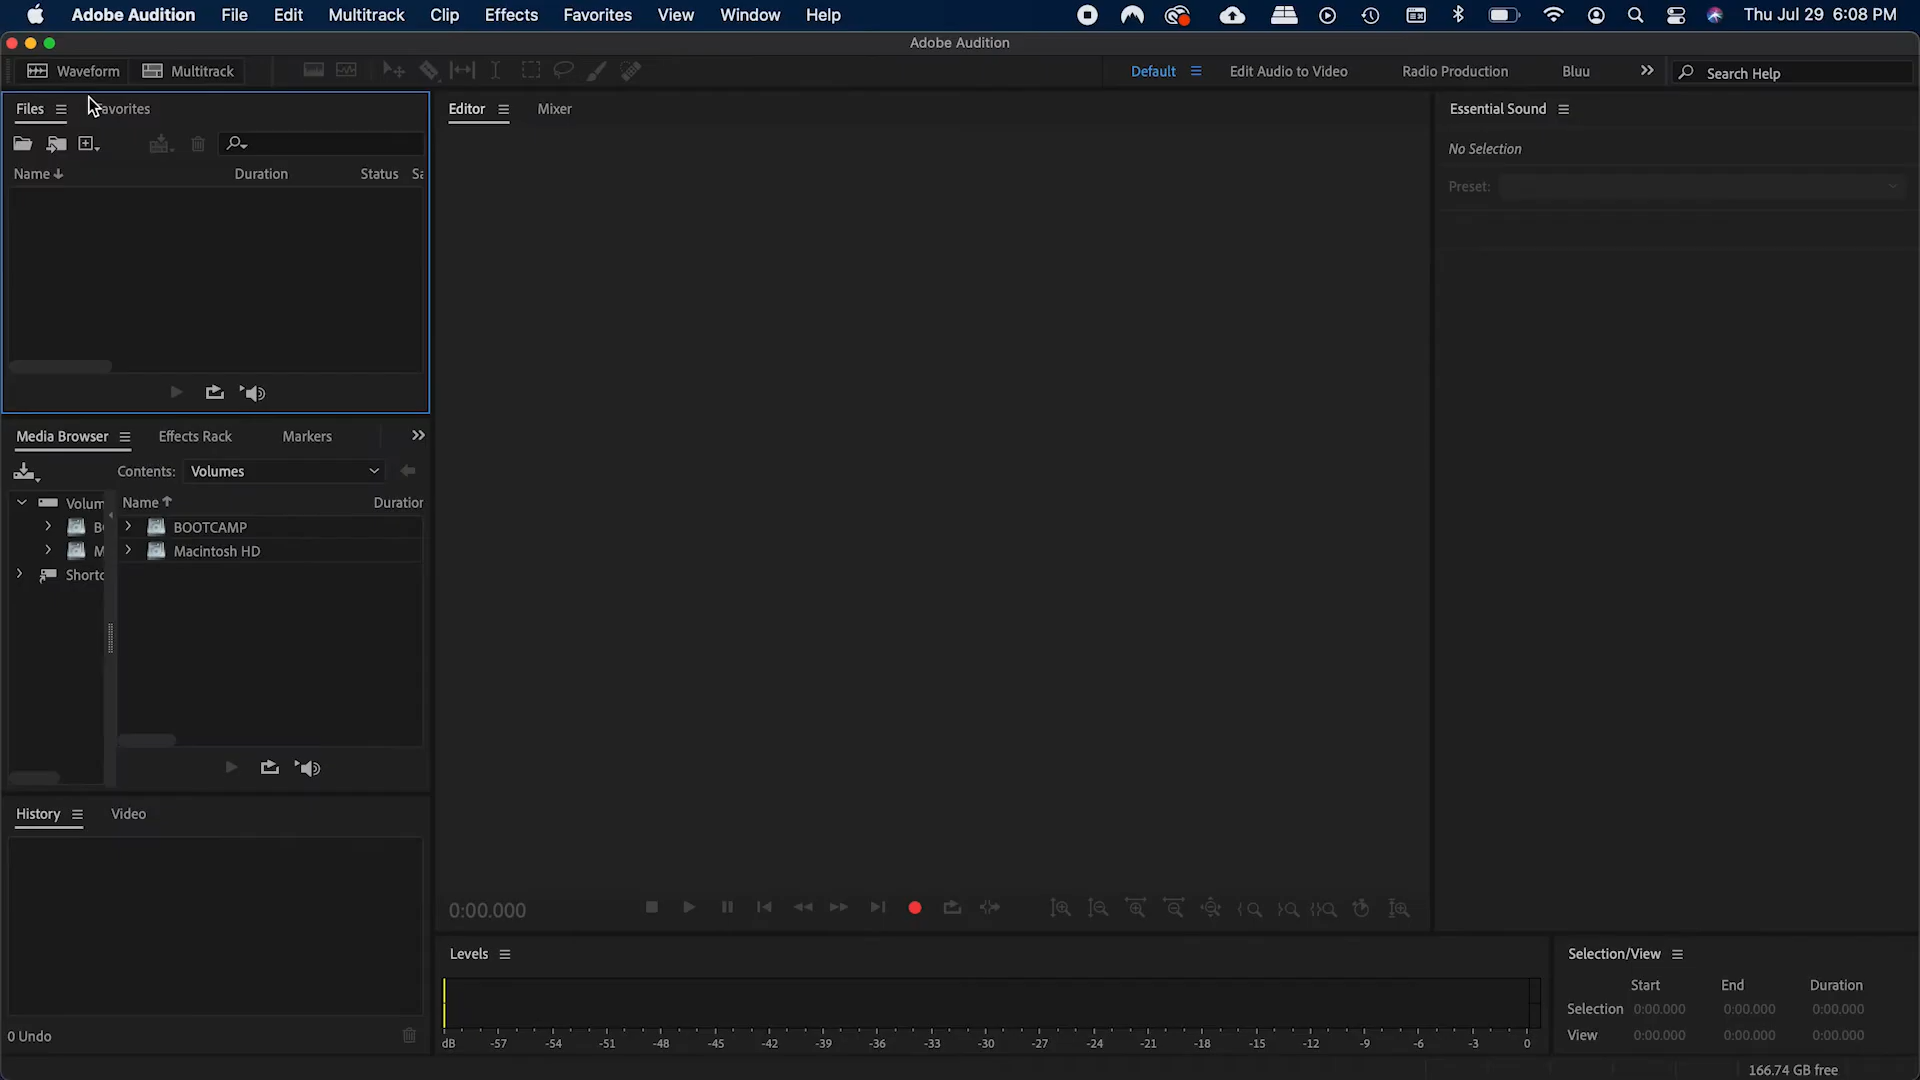 Adobe Audition File Edit Multitrack Clip Effects Favorites View Window Help Thu Jul 29 6:08 PM
Adobe Audition
Waveform Multitrack Default Edit Audio to Video Radio Production Bluu Search Help
Files avorites Editor Mixer Essential Sound
No Selection
Name Duration Status Sa
Preset:
Media Browser Effects Rack Markers
Contents: Volumes
Volum Name Duration
B BOOTCAMP
M Macintosh HD
Shortc
History Video
0:00.000
Levels Selection/View
Start End Duration
Selection 0:00.000 0:00.000 0:00.000
0 Undo View 0:00.000 0:00.000 0:00.000
dB -57 -54 -51 -48 -45 -42 -39 -36 -33 -30 -27 -24 -21 -18 -15 -12 -9 -6 -3 0
166.74 GB free